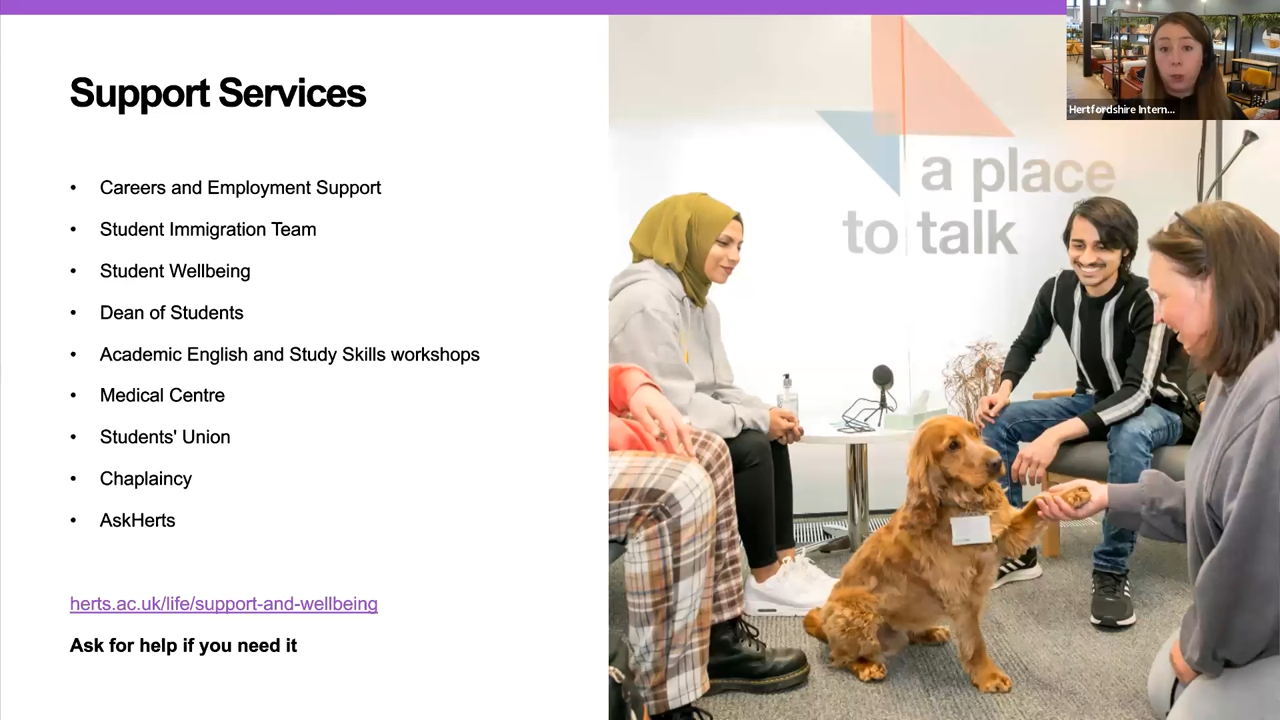 Support Services
• Careers and Employment Support
• Student Immigration Team
• Student Wellbeing
• Dean of Students
• Academic English and Study Skills workshops
• Medical Centre
• Students' Union
• Chaplaincy
• AskHerts
herts.ac.uk/life/support-and-wellbeing
Ask for help if you need it
a place
to talk
Hertfordshire Intern...